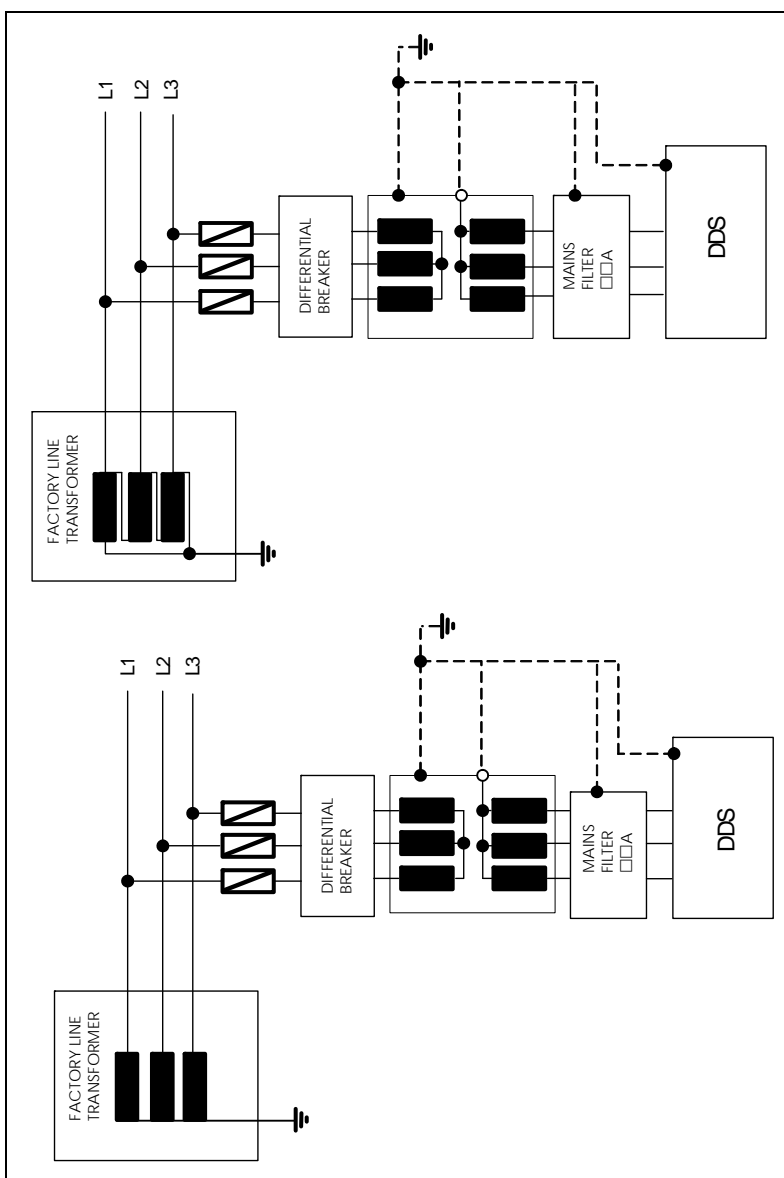 L1
L2
L3
DIFFERENTIAL
BREAKER
MAINS
FILTER
□□A
DDS
FACTORY LINE
TRANSFORMER
L1
L2
L3
DIFFERENTIAL
BREAKER
MAINS
FILTER
□□A
DDS
FACTORY LINE
TRANSFORMER